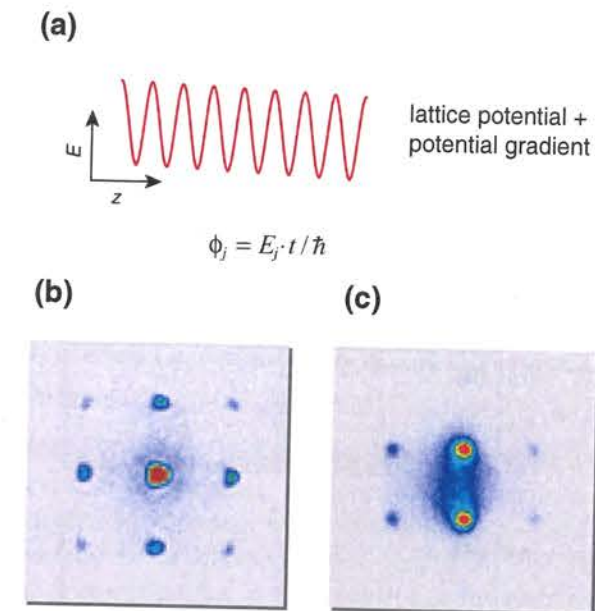 (a)
E
z
lattice potential +
potential gradient
ϕⱼ = Eⱼ·t/ħ
(b)
(c)